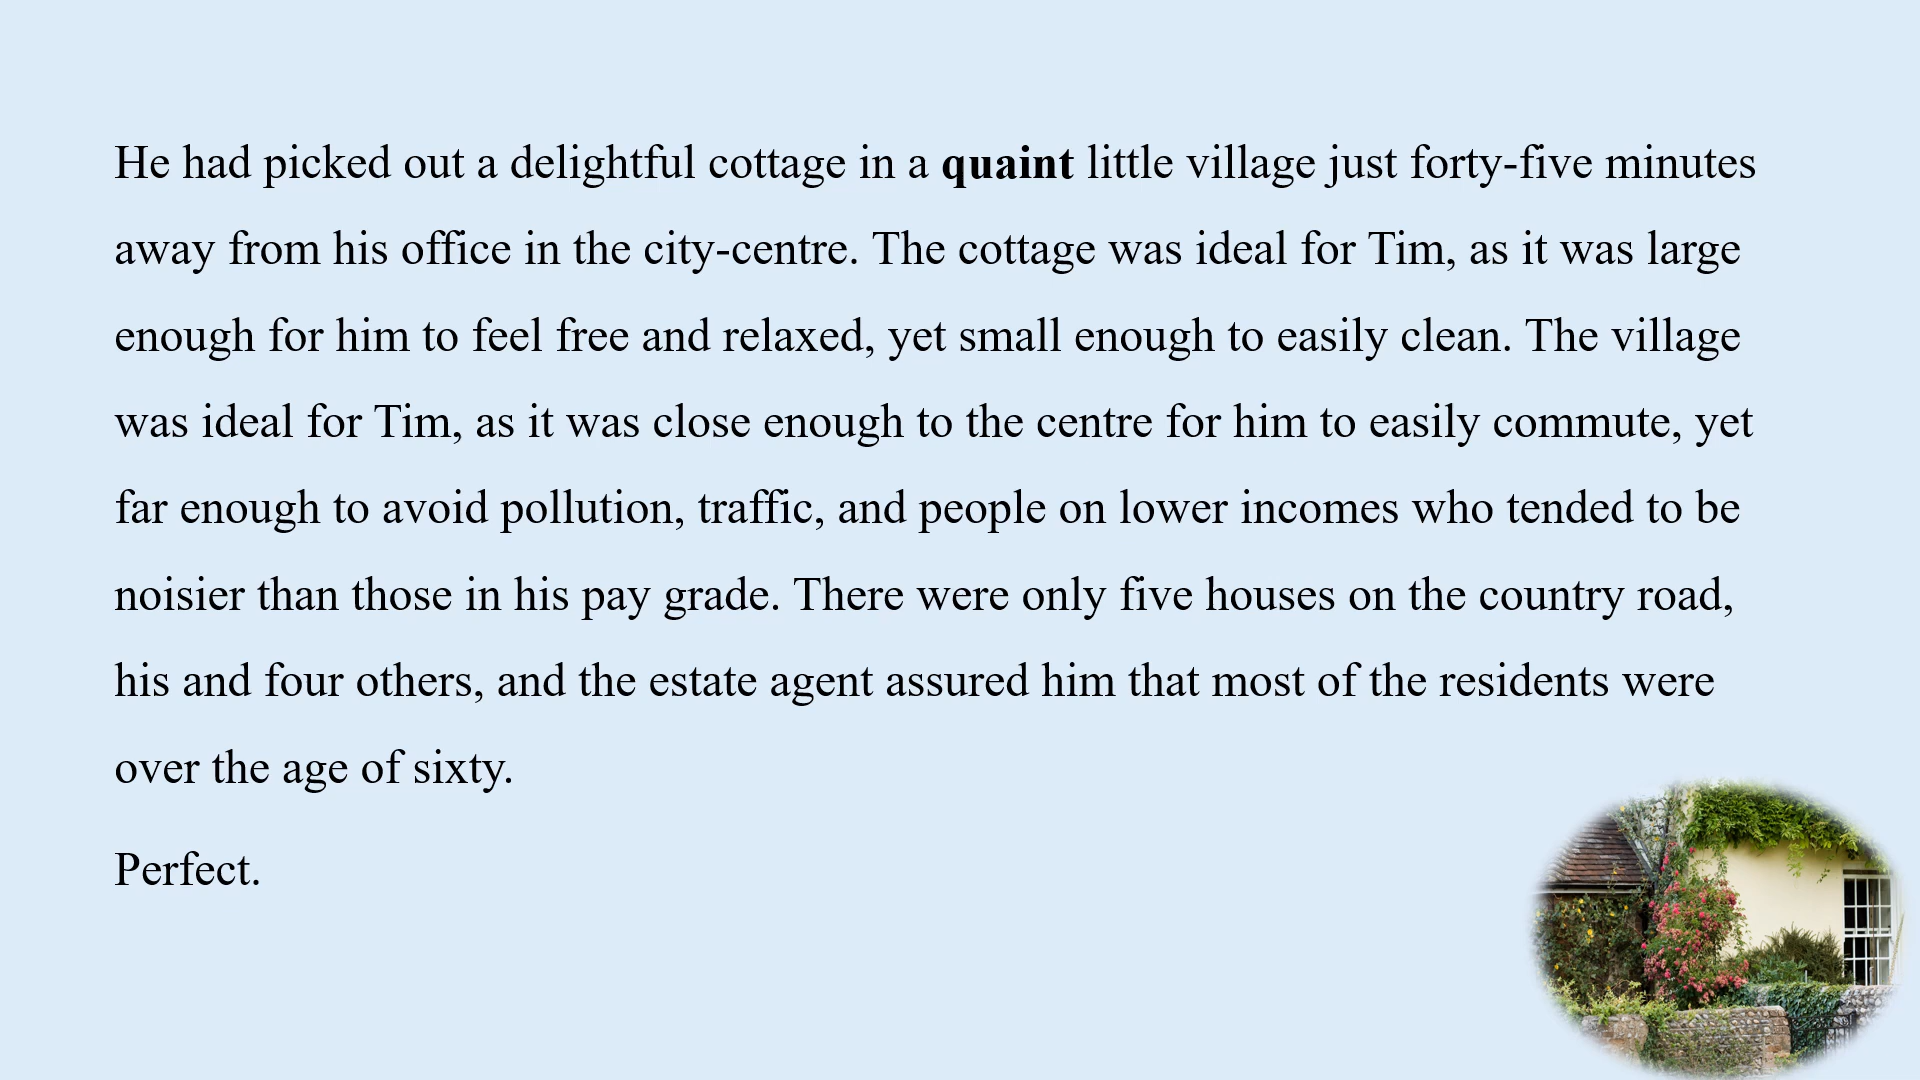 He had picked out a delightful cottage in a quaint little village just forty-five minutes
away from his office in the city-centre. The cottage was ideal for Tim, as it was large
enough for him to feel free and relaxed, yet small enough to easily clean. The village
was ideal for Tim, as it was close enough to the centre for him to easily commute, yet
far enough to avoid pollution, traffic, and people on lower incomes who tended to be
noisier than those in his pay grade. There were only five houses on the country road,
his and four others, and the estate agent assured him that most of the residents were
over the age of sixty.
Perfect.